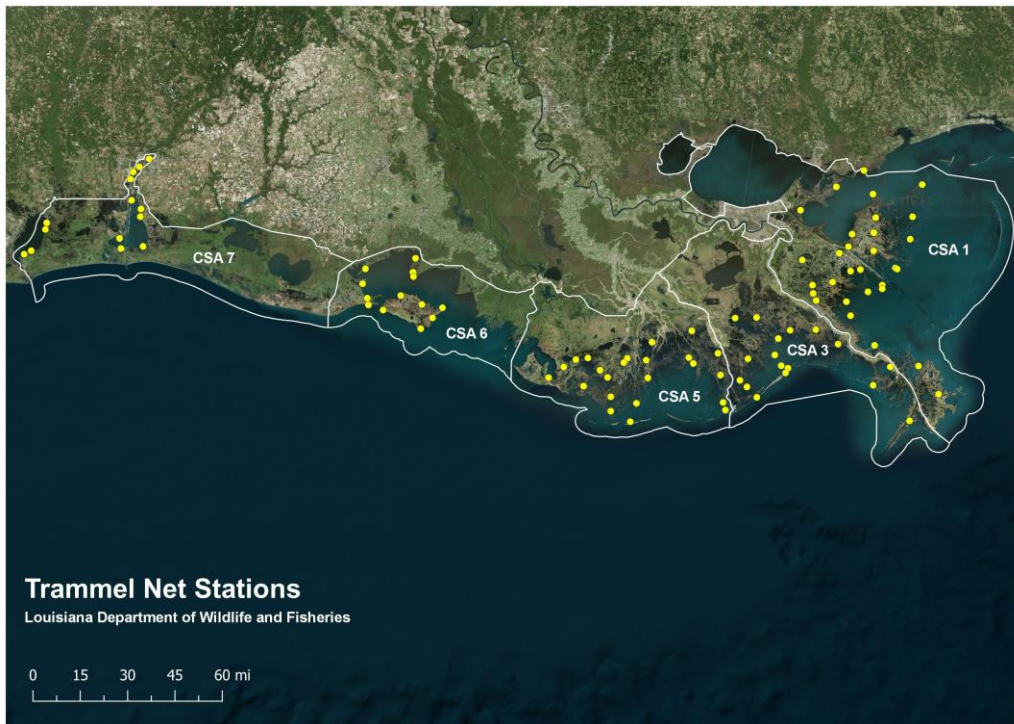 CSA 1
CSA 7
CSA 6
CSA 3
CSA 5
Trammel Net Stations
Louisiana Department of Wildlife and Fisheries
0 15 30 60 mi